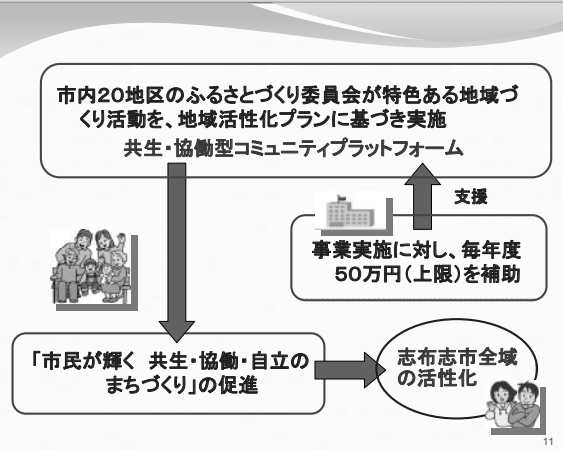 市内20地区のふるさとづくり委員会が特色ある地域づ
くり活動を、地域活性化プランに基づき実施
共生・協働型コミュニティプラットフォーム
支援
事業実施に対し、毎年度
50万円(上限)を補助
「市民が輝く 共生・協働・自立の
まちづくり」の促進
志布志市全域
の活性化
11